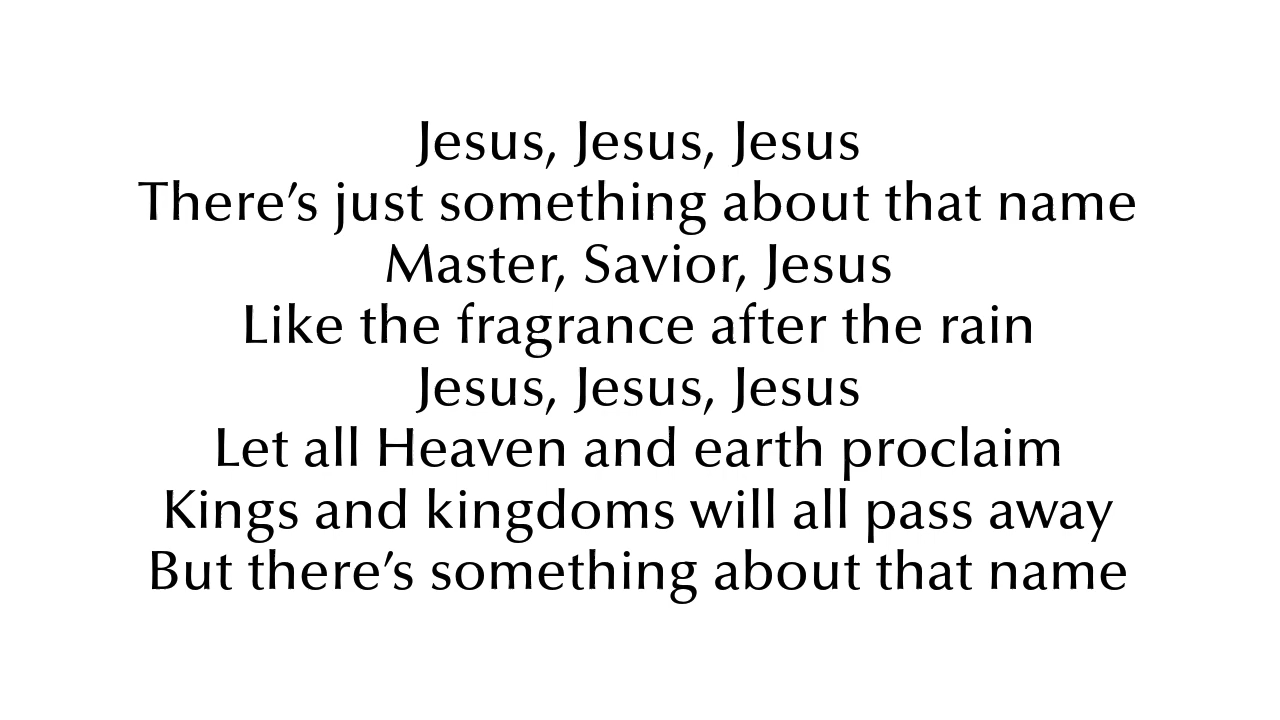 Jesus, Jesus, Jesus
There’s just something about that name
Master, Savior, Jesus
Like the fragrance after the rain
Jesus, Jesus, Jesus
Let all Heaven and earth proclaim
Kings and kingdoms will all pass away
But there’s something about that name